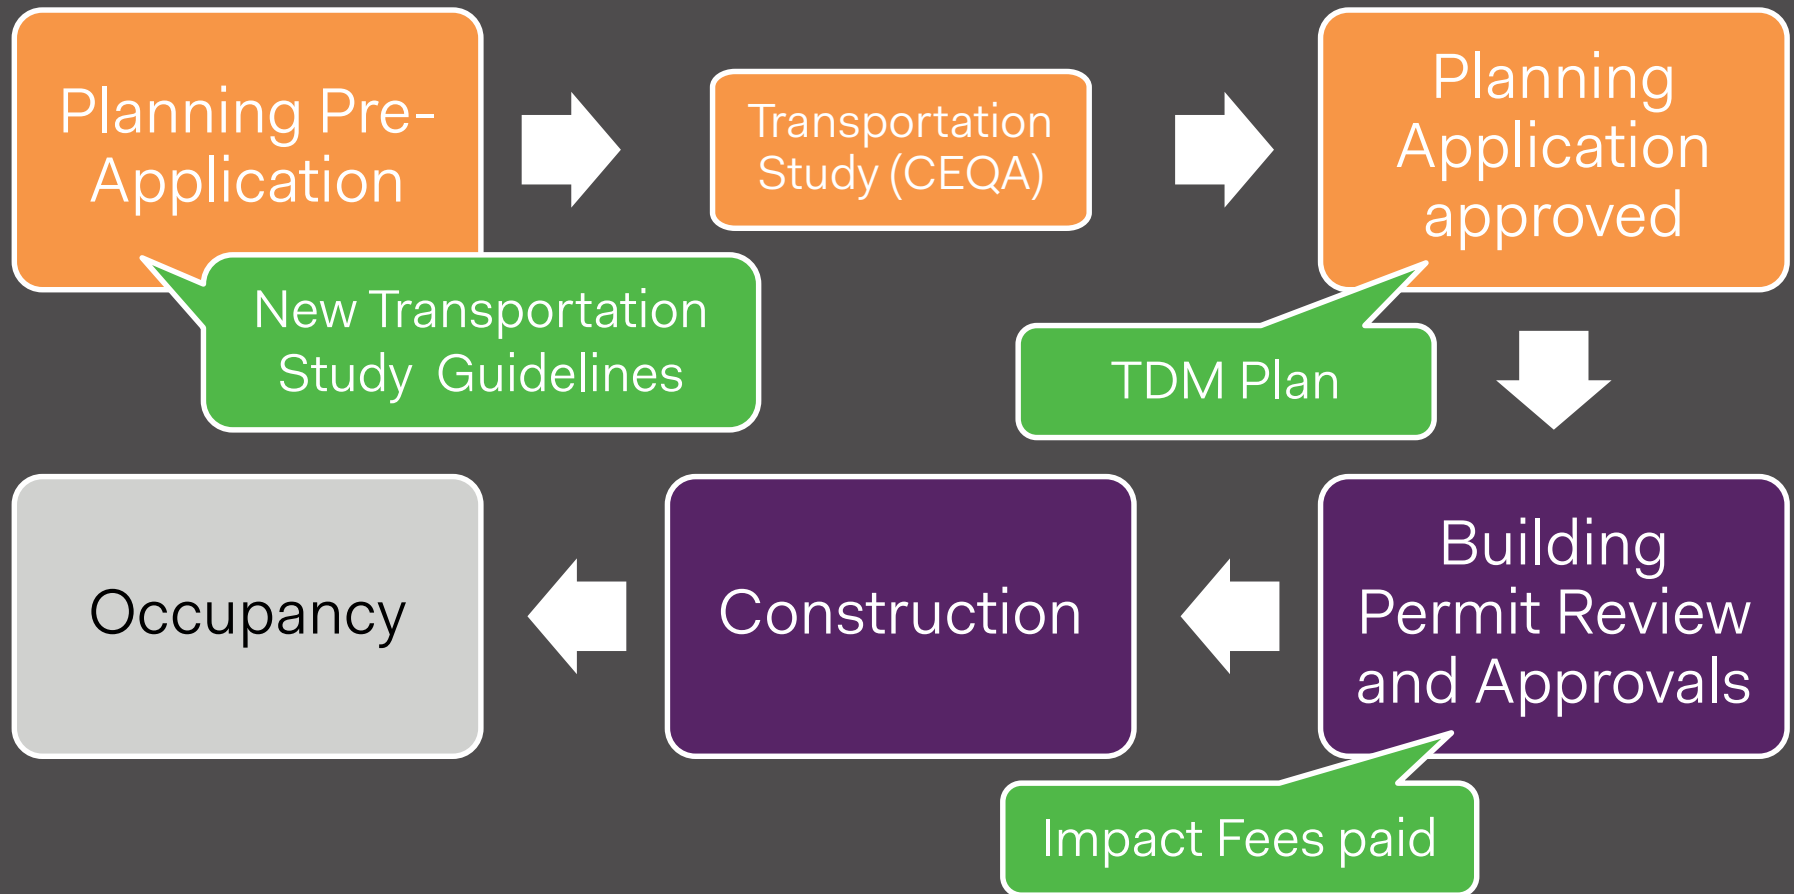 Planning Pre-
Application
Transportation
Study (CEQA)
Planning
Application
approved
New Transportation
Study  Guidelines
TDM Plan
Building
Permit Review
and Approvals
Construction
Occupancy
Impact Fees paid